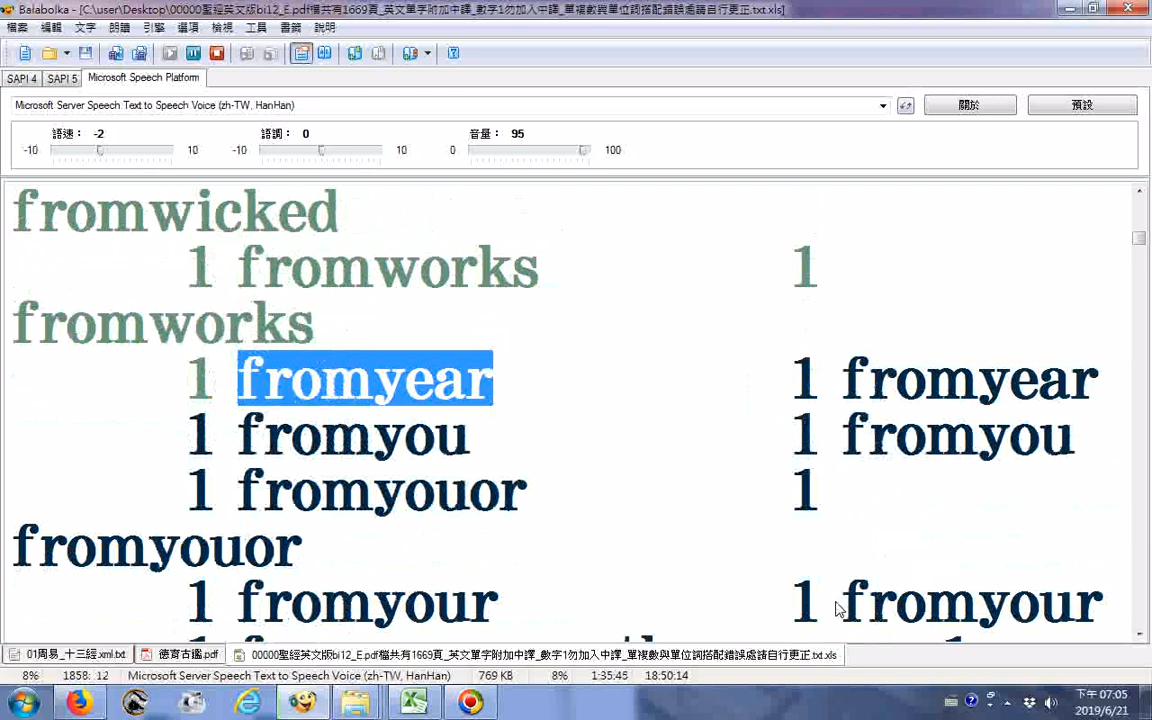 Balabolka - [C:\user\Desktop\00000聖經英文版bi12_E.pdf檔共有1669頁_英文單字附加中譯_數字1勿加入中譯_單複數與單位詞搭配錯誤處請自行更正.txt.xls]
檔案 編輯 文字 朗讀 引擎 選項 檢視 工具 書籤 說明
SAPI 4 SAPI 5 Microsoft Speech Platform
Microsoft Server Speech Text to Speech Voice (zh-TW, HanHan) 關於 預設
語速: -2 語調: 0 音量: 95
-10 10 -10 10 0 100
fromwicked
1 fromworks 1
fromworks
1 fromyear 1 fromyear
1 fromyou 1 fromyou
1 fromyouor 1
fromyouor
1 fromyour 1 fromyour
01周易_十三經.xml.txt 德育古鑑.pdf 00000聖經英文版bi12_E.pdf檔共有1669頁_英文單字附加中譯_數字1勿加入中譯_單複數與單位詞搭配錯誤處請自行更正.txt.xls
8% 1858: 12 Microsoft Server Speech Text to Speech Voice (zh-TW, HanHan) 769 KB 8% 1:35:45 18:50:14
下午 07:05
2019/6/21